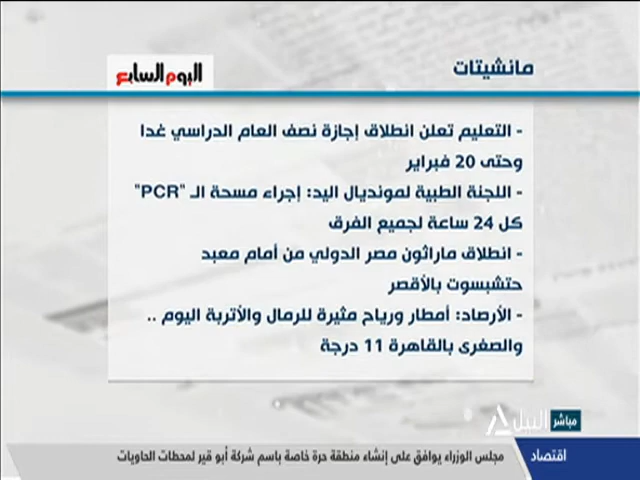 مانشيتات
اليوم السابع
- التعليم تعلن انطلاق إجازة نصف العام الدراسي غدا
وحتى 20 فبراير
- اللجنة الطبية لمونديال اليد: إجراء مسحة الـ "PCR"
كل 24 ساعة لجميع الفرق
- انطلاق ماراثون مصر الدولي من أمام معبد
حتشبسوت بالأقصر
- الأرصاد: أمطار ورياح مثيرة للرمال والأتربة اليوم ..
والصغرى بالقاهرة 11 درجة
مباشر النيل
اقتصاد
مجلس الوزراء يوافق على إنشاء منطقة حرة خاصة باسم شركة أبو قير لمحطات الحاويات